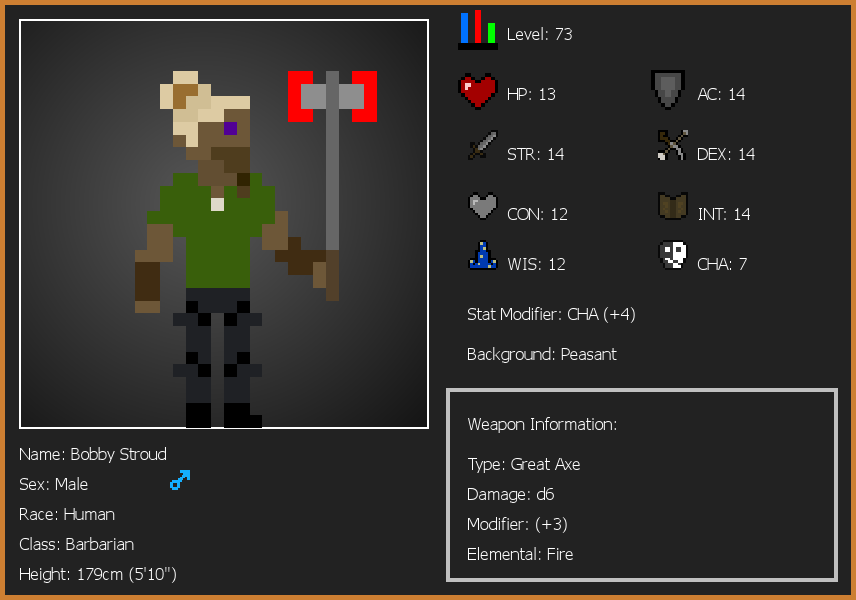 Level: 73
HP: 13
AC: 14
STR: 14
DEX: 14
CON: 12
INT: 14
WIS: 12
CHA: 7
Stat Modifier: CHA (+4)
Background: Peasant
Weapon Information:
Type: Great Axe
Damage: d6
Modifier: (+3)
Elemental: Fire
Name: Bobby Stroud
Sex: Male
Race: Human
Class: Barbarian
Height: 179cm (5'10")